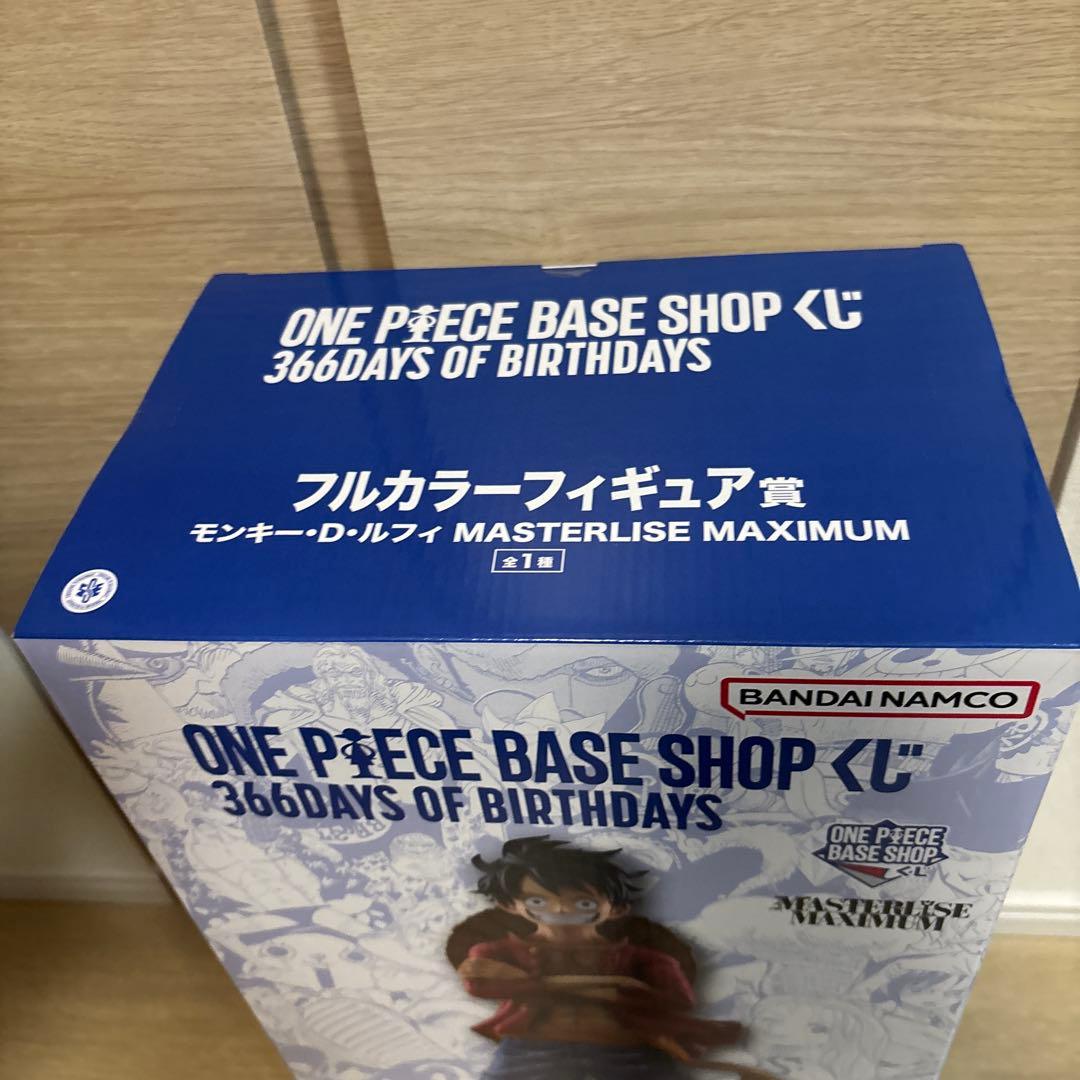 ONE PIECE BASE SHOP くじ
366DAYS OF BIRTHDAYS
フルカラーフィギュア賞
モンキー・D・ルフィ MASTERLISE MAXIMUM
全1種
BANDAI NAMCO
ONE PIECE BASE SHOP くじ
366DAYS OF BIRTHDAYS
ONE PIECE
BASE SHOP
くじ
MASTERLISE
MAXIMUM